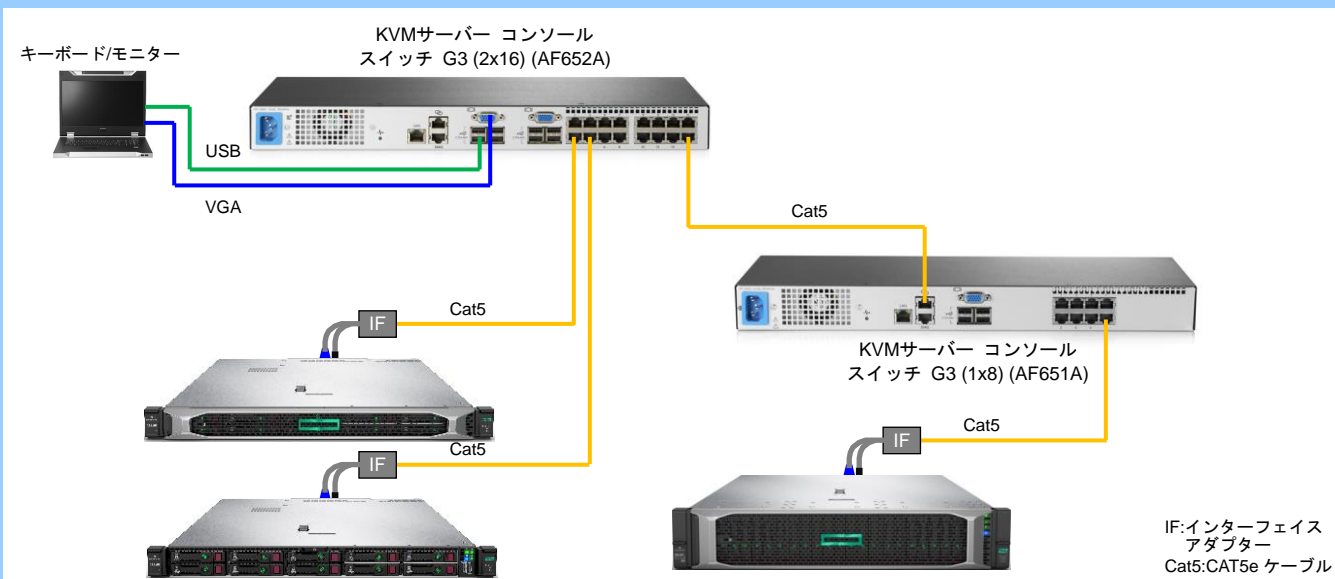 キーボード/モニター
KVMサーバー コンソール
スイッチ G3 (2x16) (AF652A)
USB
VGA
Cat5
Cat5
IF
KVMサーバー コンソール
スイッチ G3 (1x8) (AF651A)
Cat5
IF
Cat5
IF
IF:インターフェイス
アダプター
Cat5:CAT5e ケーブル